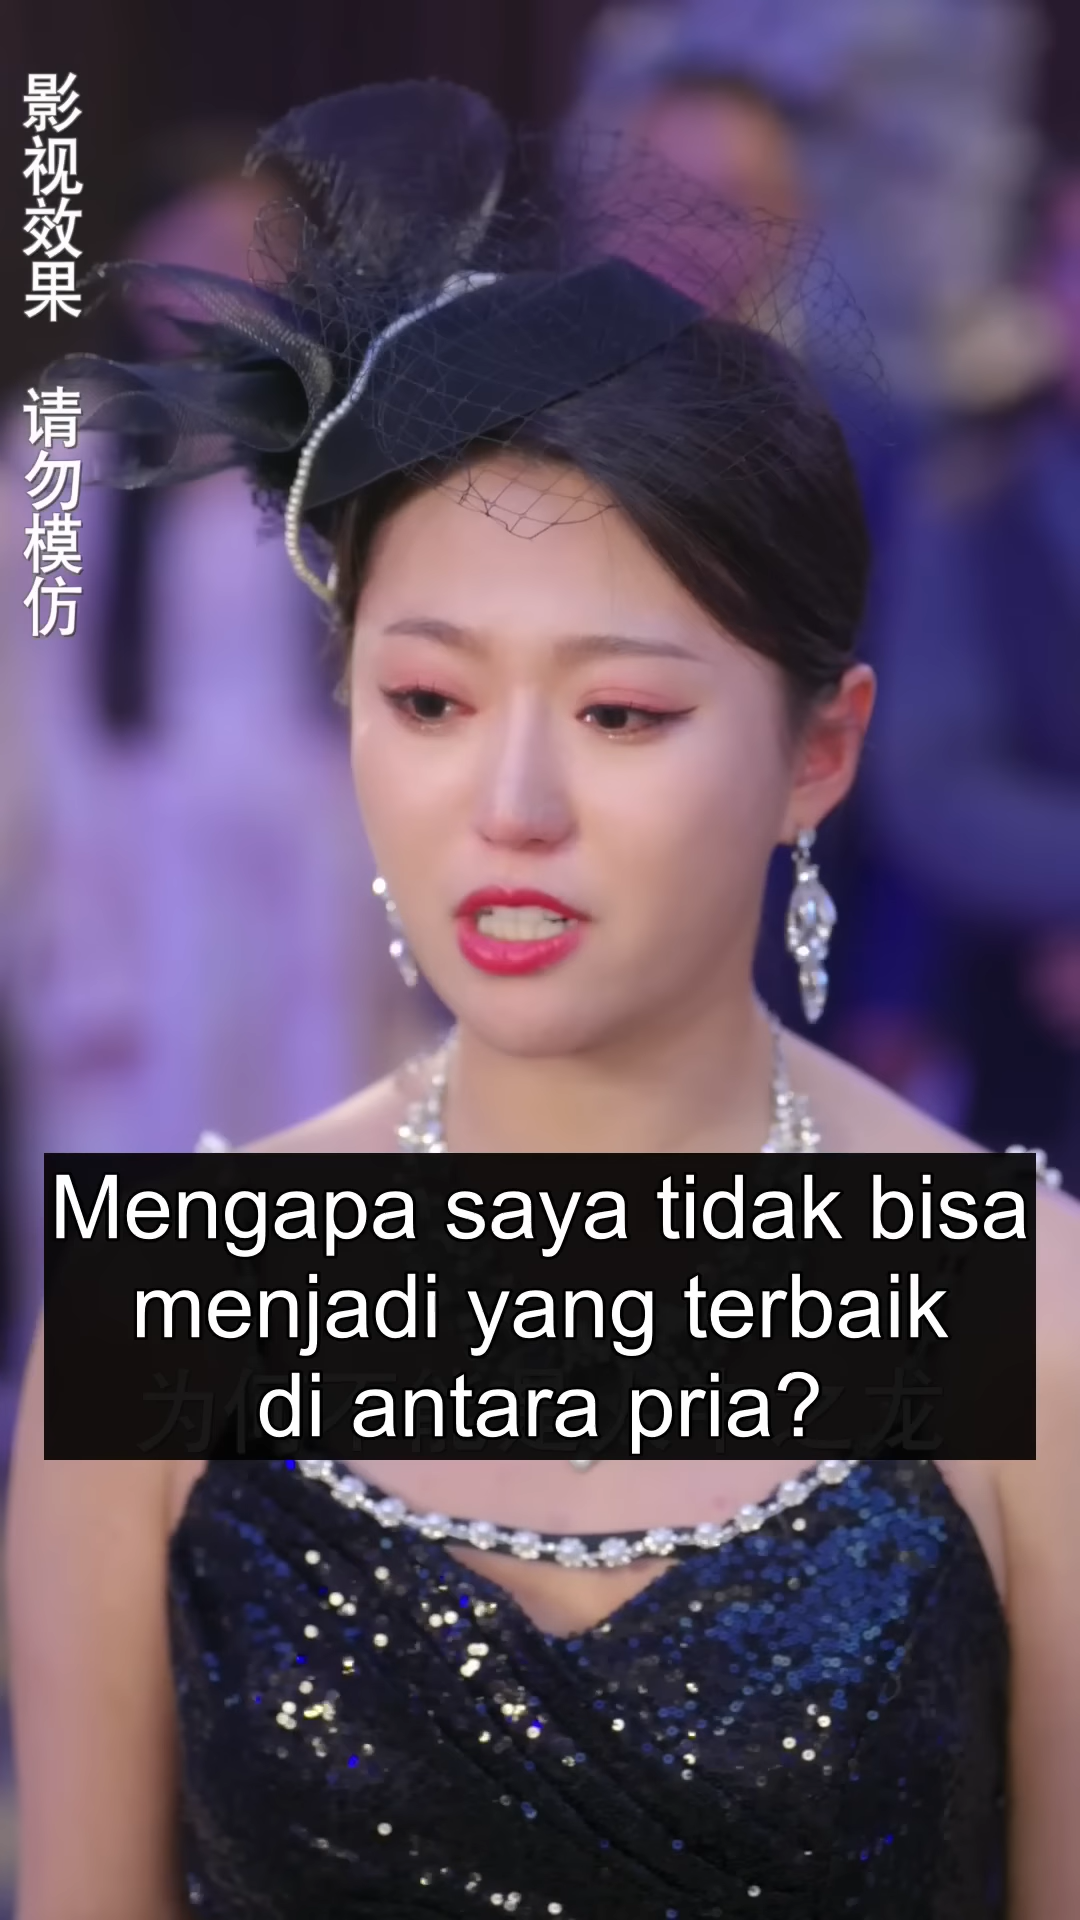 影视效果 请勿模仿
Mengapa saya tidak bisa
menjadi yang terbaik
di antara pria?